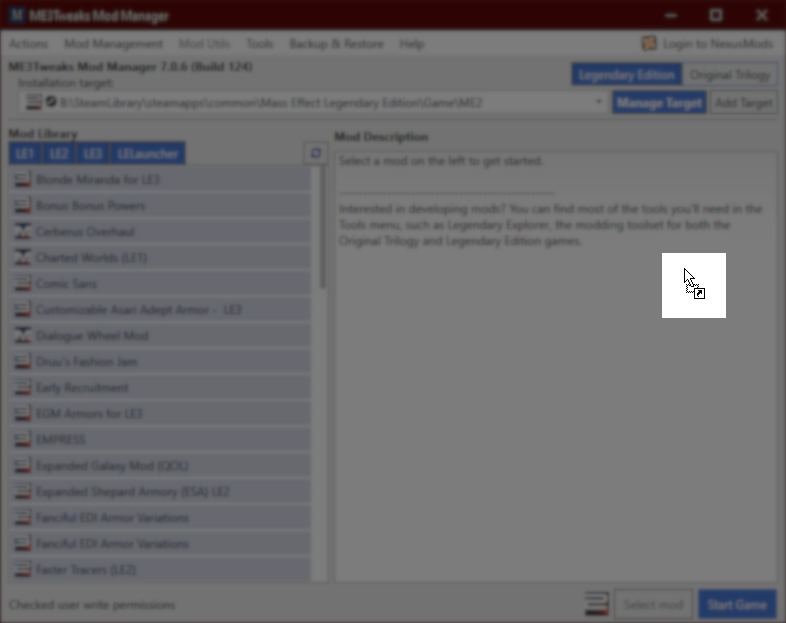 ME3Tweaks Mod Manager
Actions Mod Management Mod Utils Tools Backup & Restore Help Login to NexusMods
ME3Tweaks Mod Manager 7.0.6 (Build 124)
Legendary Edition Original Trilogy
Installation target:
B:\SteamLibrary\steamapps\common\Mass Effect Legendary Edition\Game\ME2
Manage Target Add Target
Mod Library
LE1 LE2 LE3 LELauncher
Blonde Miranda for LE3
Bonus Bonus Powers
Cerberus Overhaul
Charted Worlds (LE1)
Comic Sans
Customizable Asari Adept Armor - LE3
Dialogue Wheel Mod
Druu's Fashion Jam
Early Recruitment
EGM Armors for LE3
EMPRESS
Expanded Galaxy Mod (QOL)
Expanded Shepard Armory (ESA) LE2
Fanciful EDI Armor Variations
Fanciful EDI Armor Variations
Faster Tracers (LE2)
Mod Description
Select a mod on the left to get started.
Interested in developing mods? You can find most of the tools you'll need in the
Tools menu, such as Legendary Explorer, the modding toolset for both the
Original Trilogy and Legendary Edition games.
Checked user write permissions
Select mod Start Game